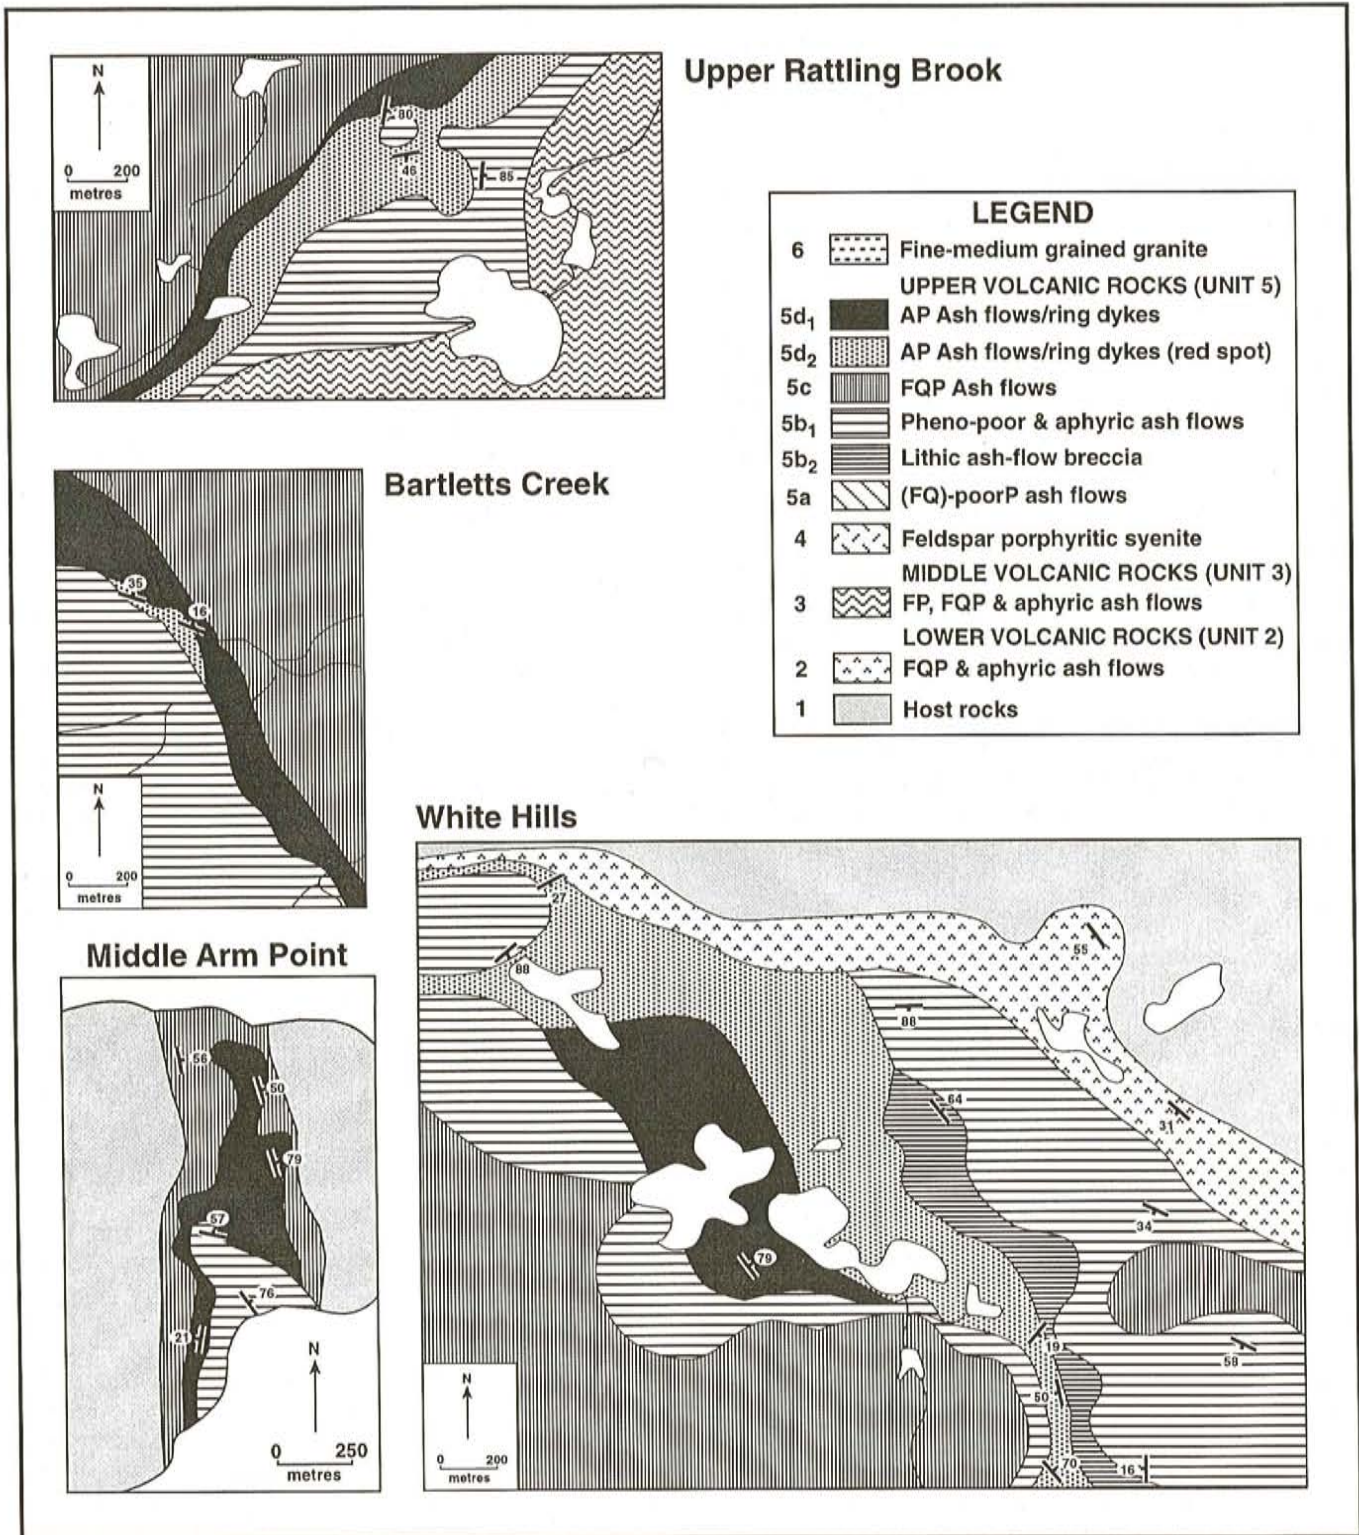 Upper Rattling Brook
N
0 200
metres
80
46
85
LEGEND
6 Fine-medium grained granite
UPPER VOLCANIC ROCKS (UNIT 5)
5d1 AP Ash flows/ring dykes
5d2 AP Ash flows/ring dykes (red spot)
5c FQP Ash flows
5b1 Pheno-poor & aphyric ash flows
5b2 Lithic ash-flow breccia
5a (FQ)-poorP ash flows
4 Feldspar porphyritic syenite
MIDDLE VOLCANIC ROCKS (UNIT 3)
3 FP, FQP & aphyric ash flows
LOWER VOLCANIC ROCKS (UNIT 2)
2 FQP & aphyric ash flows
1 Host rocks
Bartletts Creek
35
16
N
0 200
metres
Middle Arm Point
56
50
79
57
76
21
N
0 250
metres
White Hills
27
88
55
88
64
31
34
79
19
58
50
70
16
N
0 200
metres